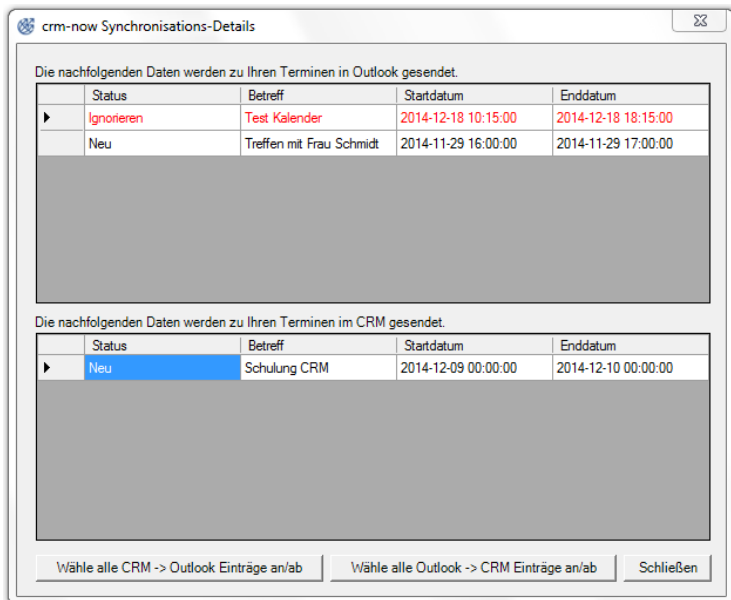 crm-now Synchronisations-Details
Die nachfolgenden Daten werden zu Ihren Terminen in Outlook gesendet.
Status Betreff Startdatum Enddatum
Ignorieren Test Kalender 2014-12-18 10:15:00 2014-12-18 18:15:00
Neu Treffen mit Frau Schmidt 2014-11-29 16:00:00 2014-11-29 17:00:00
Die nachfolgenden Daten werden zu Ihren Terminen im CRM gesendet.
Status Betreff Startdatum Enddatum
Neu Schulung CRM 2014-12-09 00:00:00 2014-12-10 00:00:00
Wähle alle CRM -> Outlook Einträge an/ab Wähle alle Outlook -> CRM Einträge an/ab Schließen